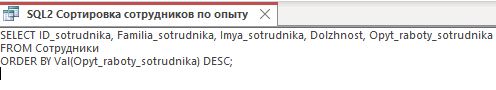 SQL2 Сортировка сотрудников по опыту
SELECT ID_sotrudnika, Familia_sotrudnika, Imya_sotrudnika, Dolzhnost, Opyt_raboty_sotrudnika
FROM Сотрудники
ORDER BY Val(Opyt_raboty_sotrudnika) DESC;